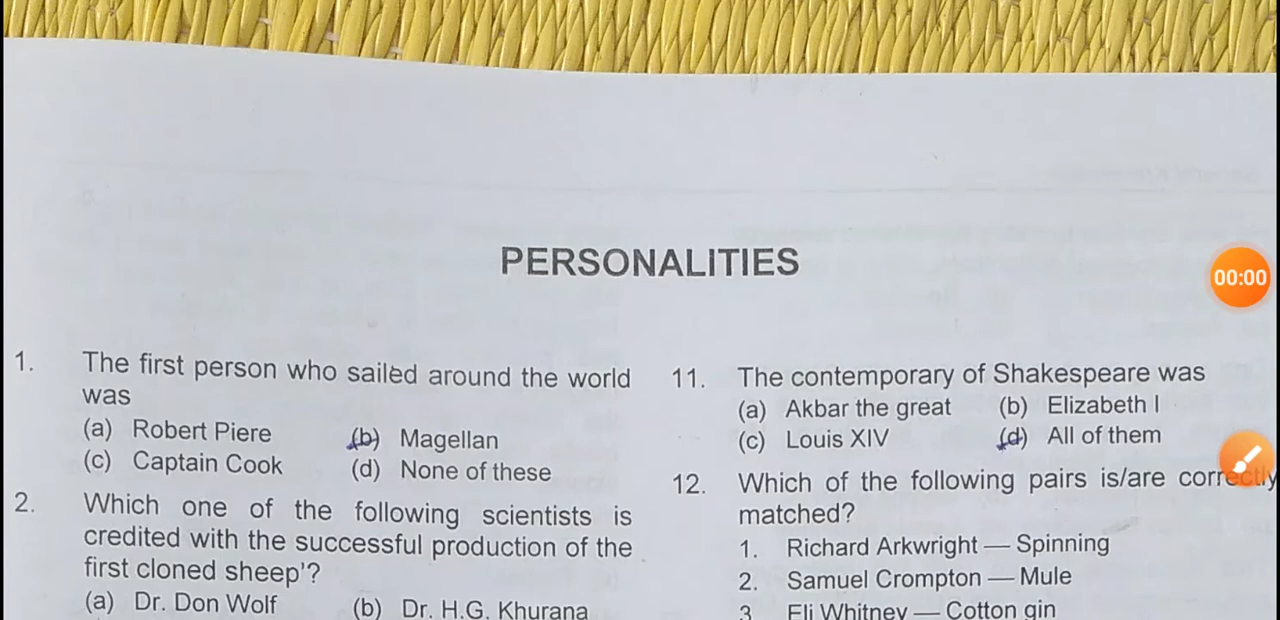 PERSONALITIES
00:00
1. The first person who sailed around the world
was
(a) Robert Piere (b) Magellan
(c) Captain Cook (d) None of these
2. Which one of the following scientists is
credited with the successful production of the
first cloned sheep'?
(a) Dr. Don Wolf (b) Dr. H.G. Khurana
11. The contemporary of Shakespeare was
(a) Akbar the great (b) Elizabeth I
(c) Louis XIV (d) All of them
12. Which of the following pairs is/are correctly
matched?
1. Richard Arkwright — Spinning
2. Samuel Crompton — Mule
3 Eli Whitney — Cotton gin